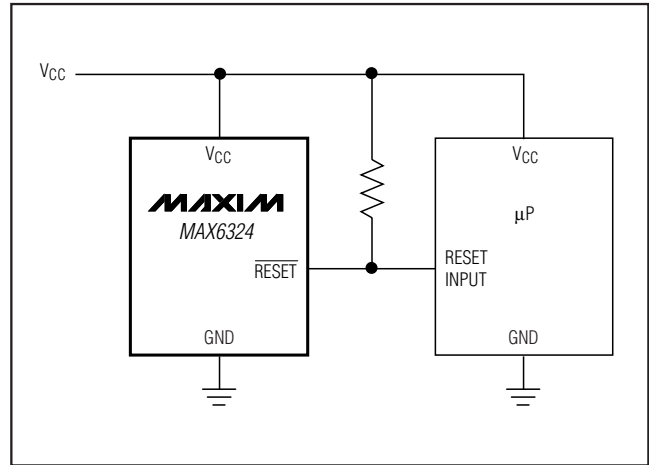 VCC
VCC
MAXIM
MAX6324
RESET
GND
VCC
μP
RESET
INPUT
GND